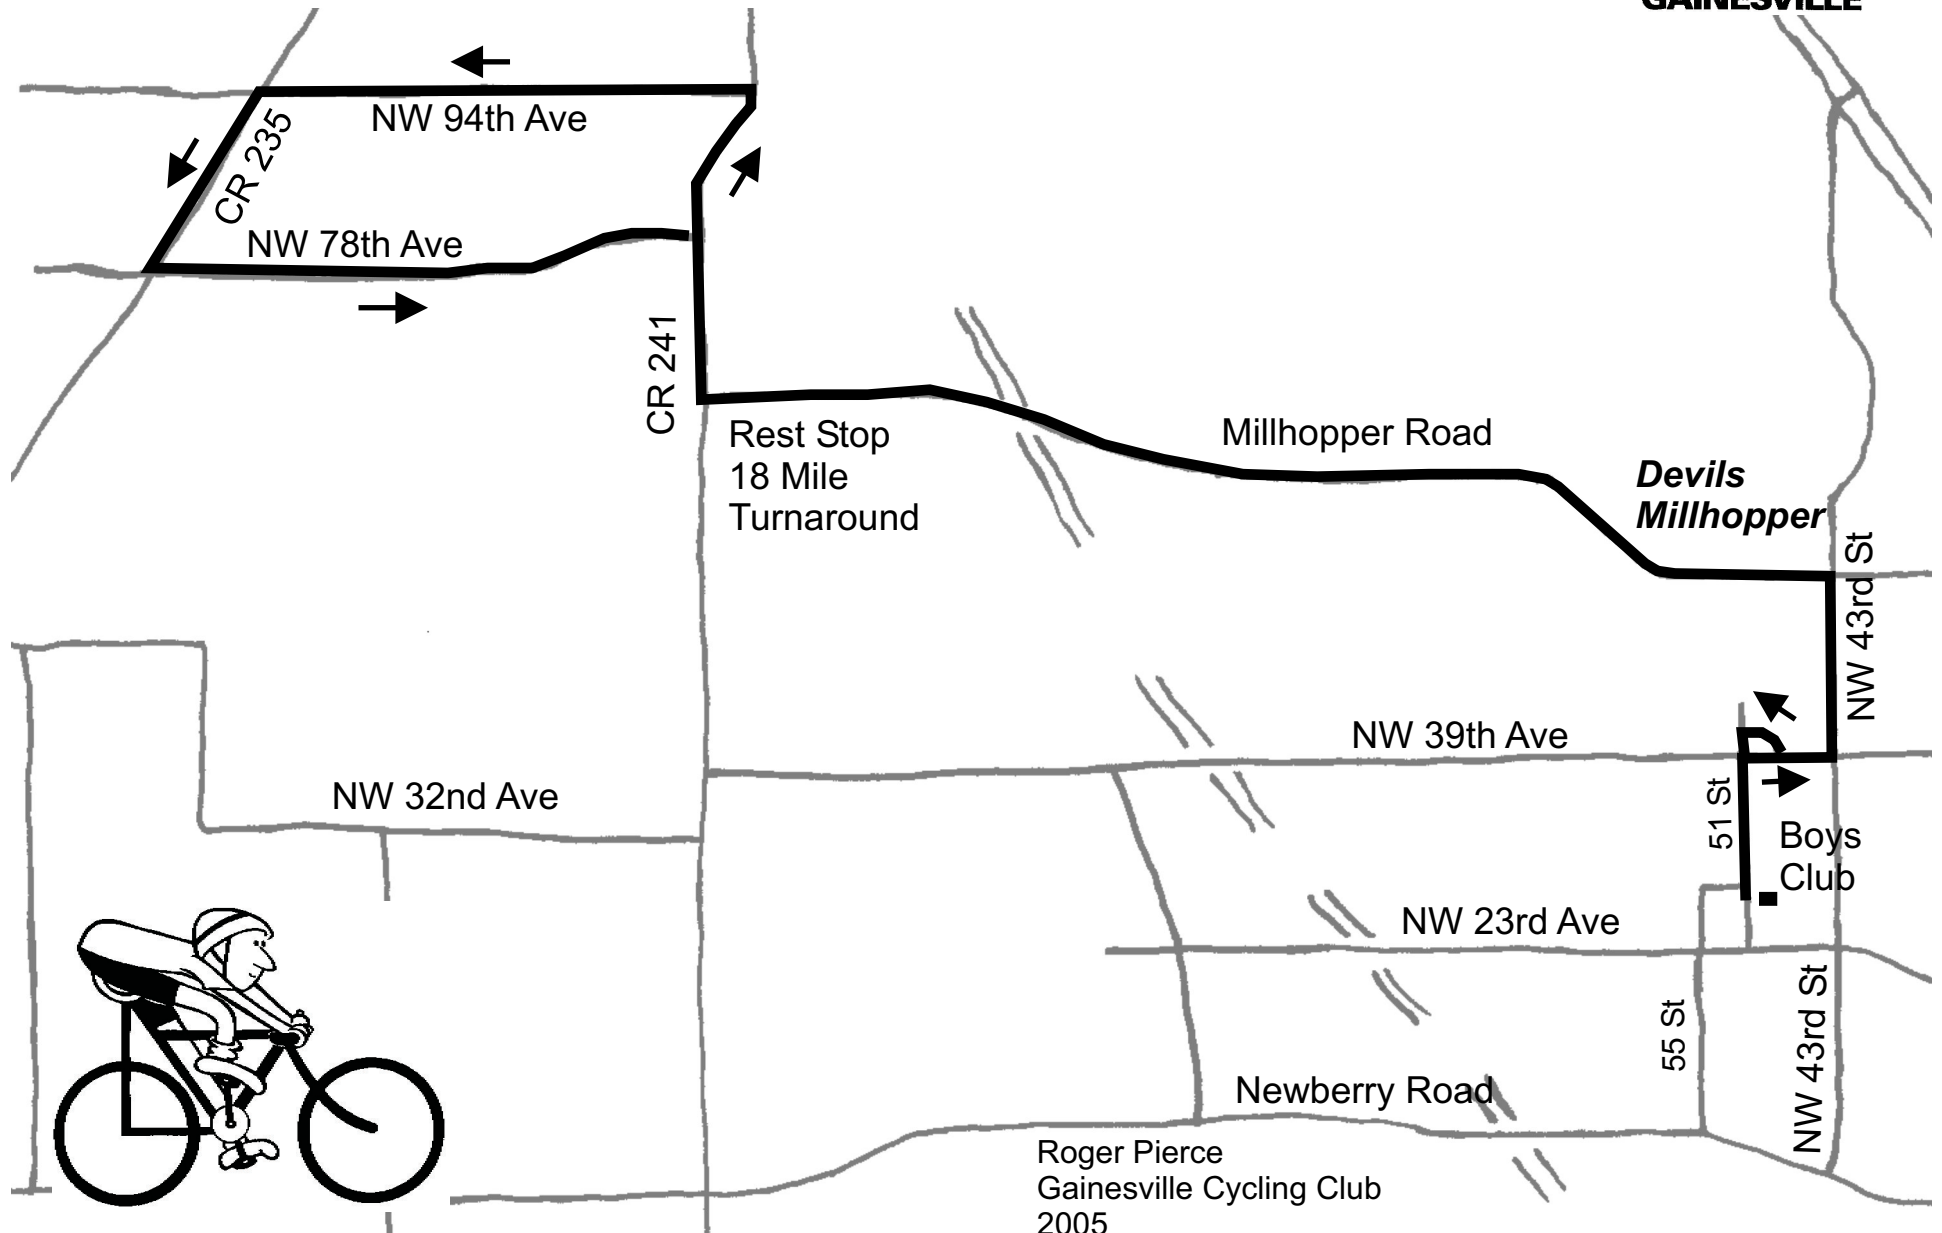 GAINESVILLE
NW 94th Ave
CR 235
NW 78th Ave
CR 241
Rest Stop
18 Mile
Turnaround
Millhopper Road
Devils
Millhopper
NW 43rd St
NW 39th Ave
NW 32nd Ave
51 St
Boys
Club
NW 23rd Ave
55 St
NW 43rd St
Newberry Road
Roger Pierce
Gainesville Cycling Club
2005